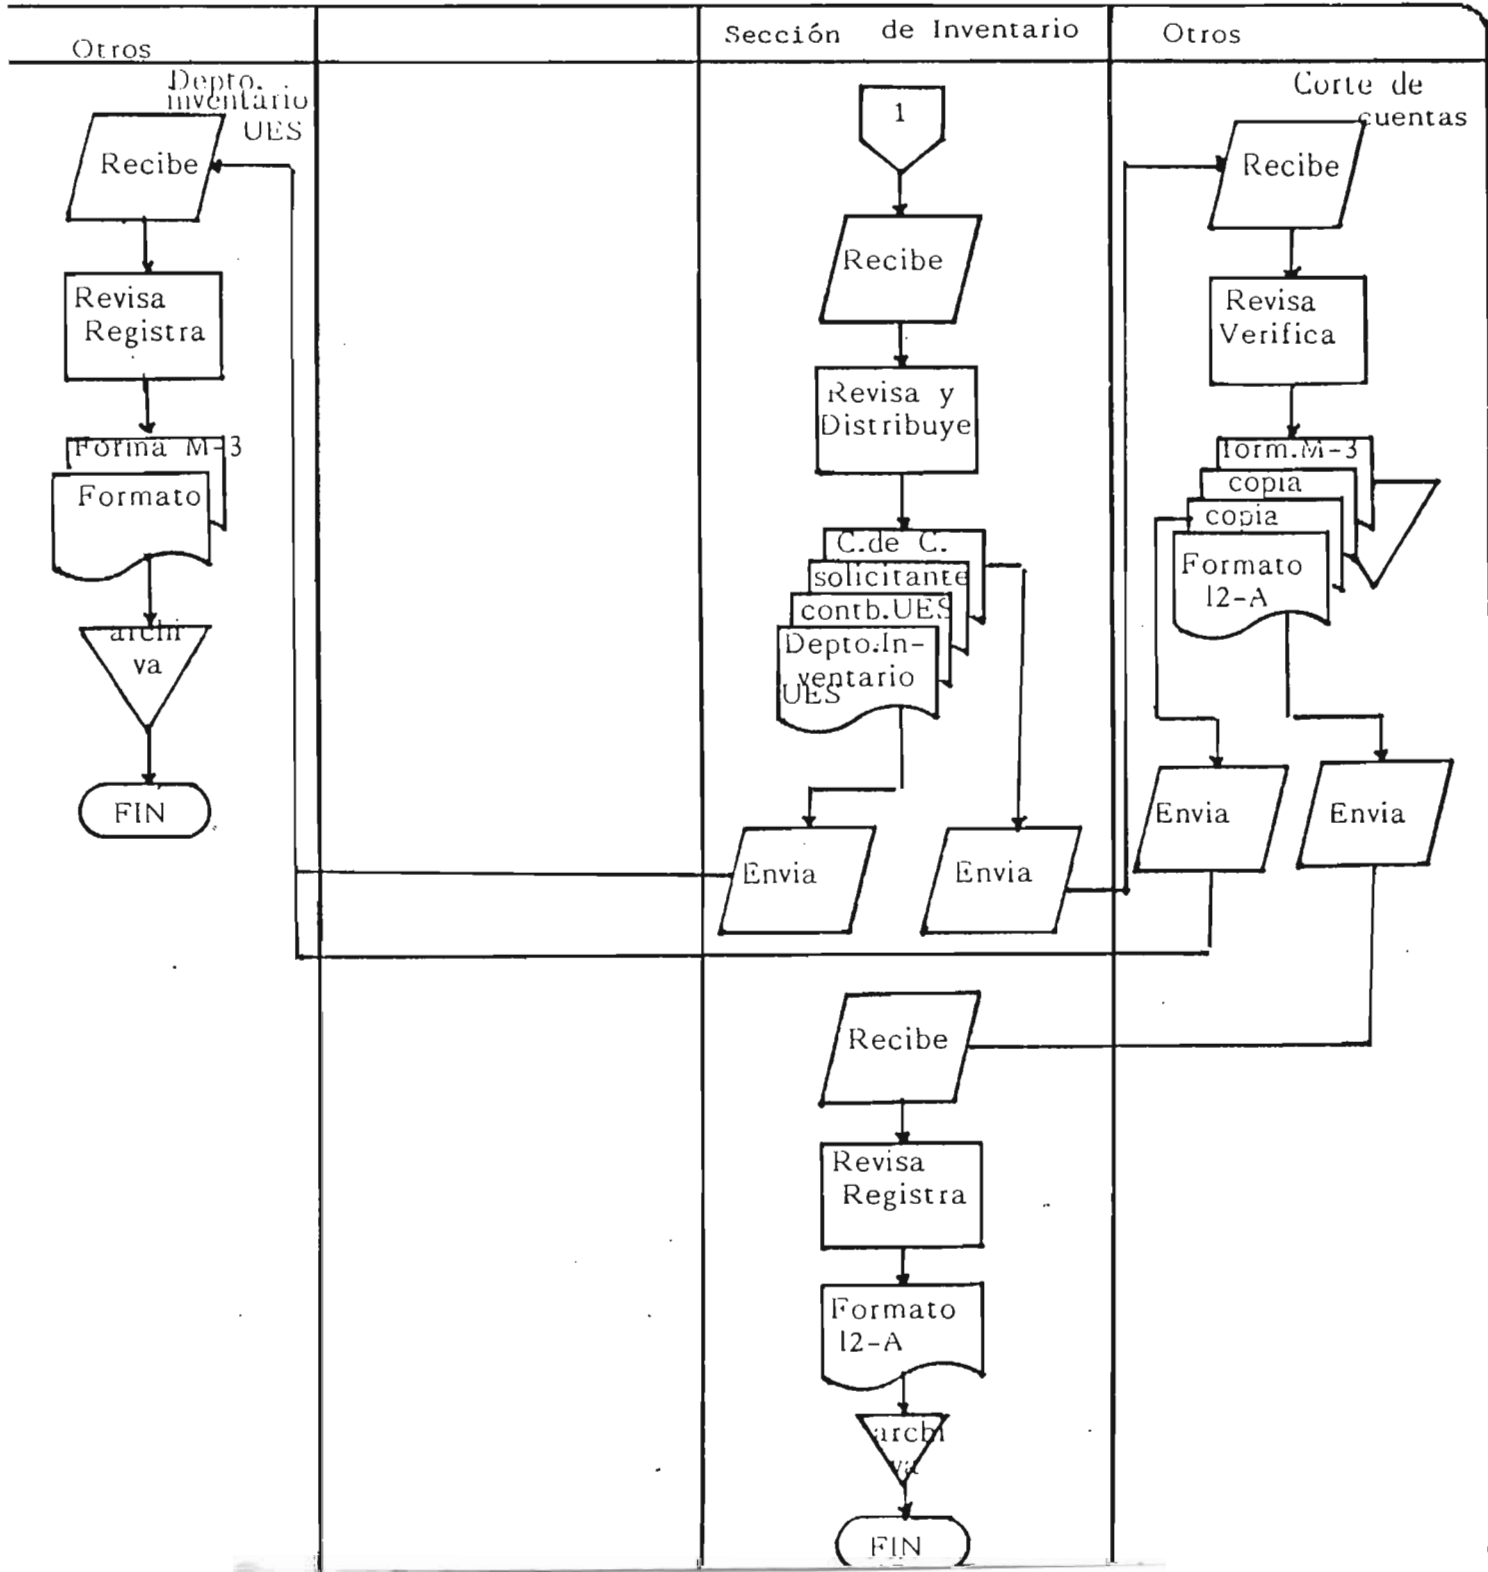 Otros
Sección de Inventario
Otros
Depto.
inventario
UES
Recibe
Revisa
Registra
Forma M-3
Formato
archi
va
FIN
1
Recibe
Revisa y
Distribuye
C.de C.
solicitante
contb.UES
Depto.In-
ventario
UES
Envia
Envia
Recibe
Revisa
Registra
Formato
12-A
archi
va
FIN
Corte de
cuentas
Recibe
Revisa
Verifica
form.M-3
copia
copia
Formato
12-A
Envia
Envia